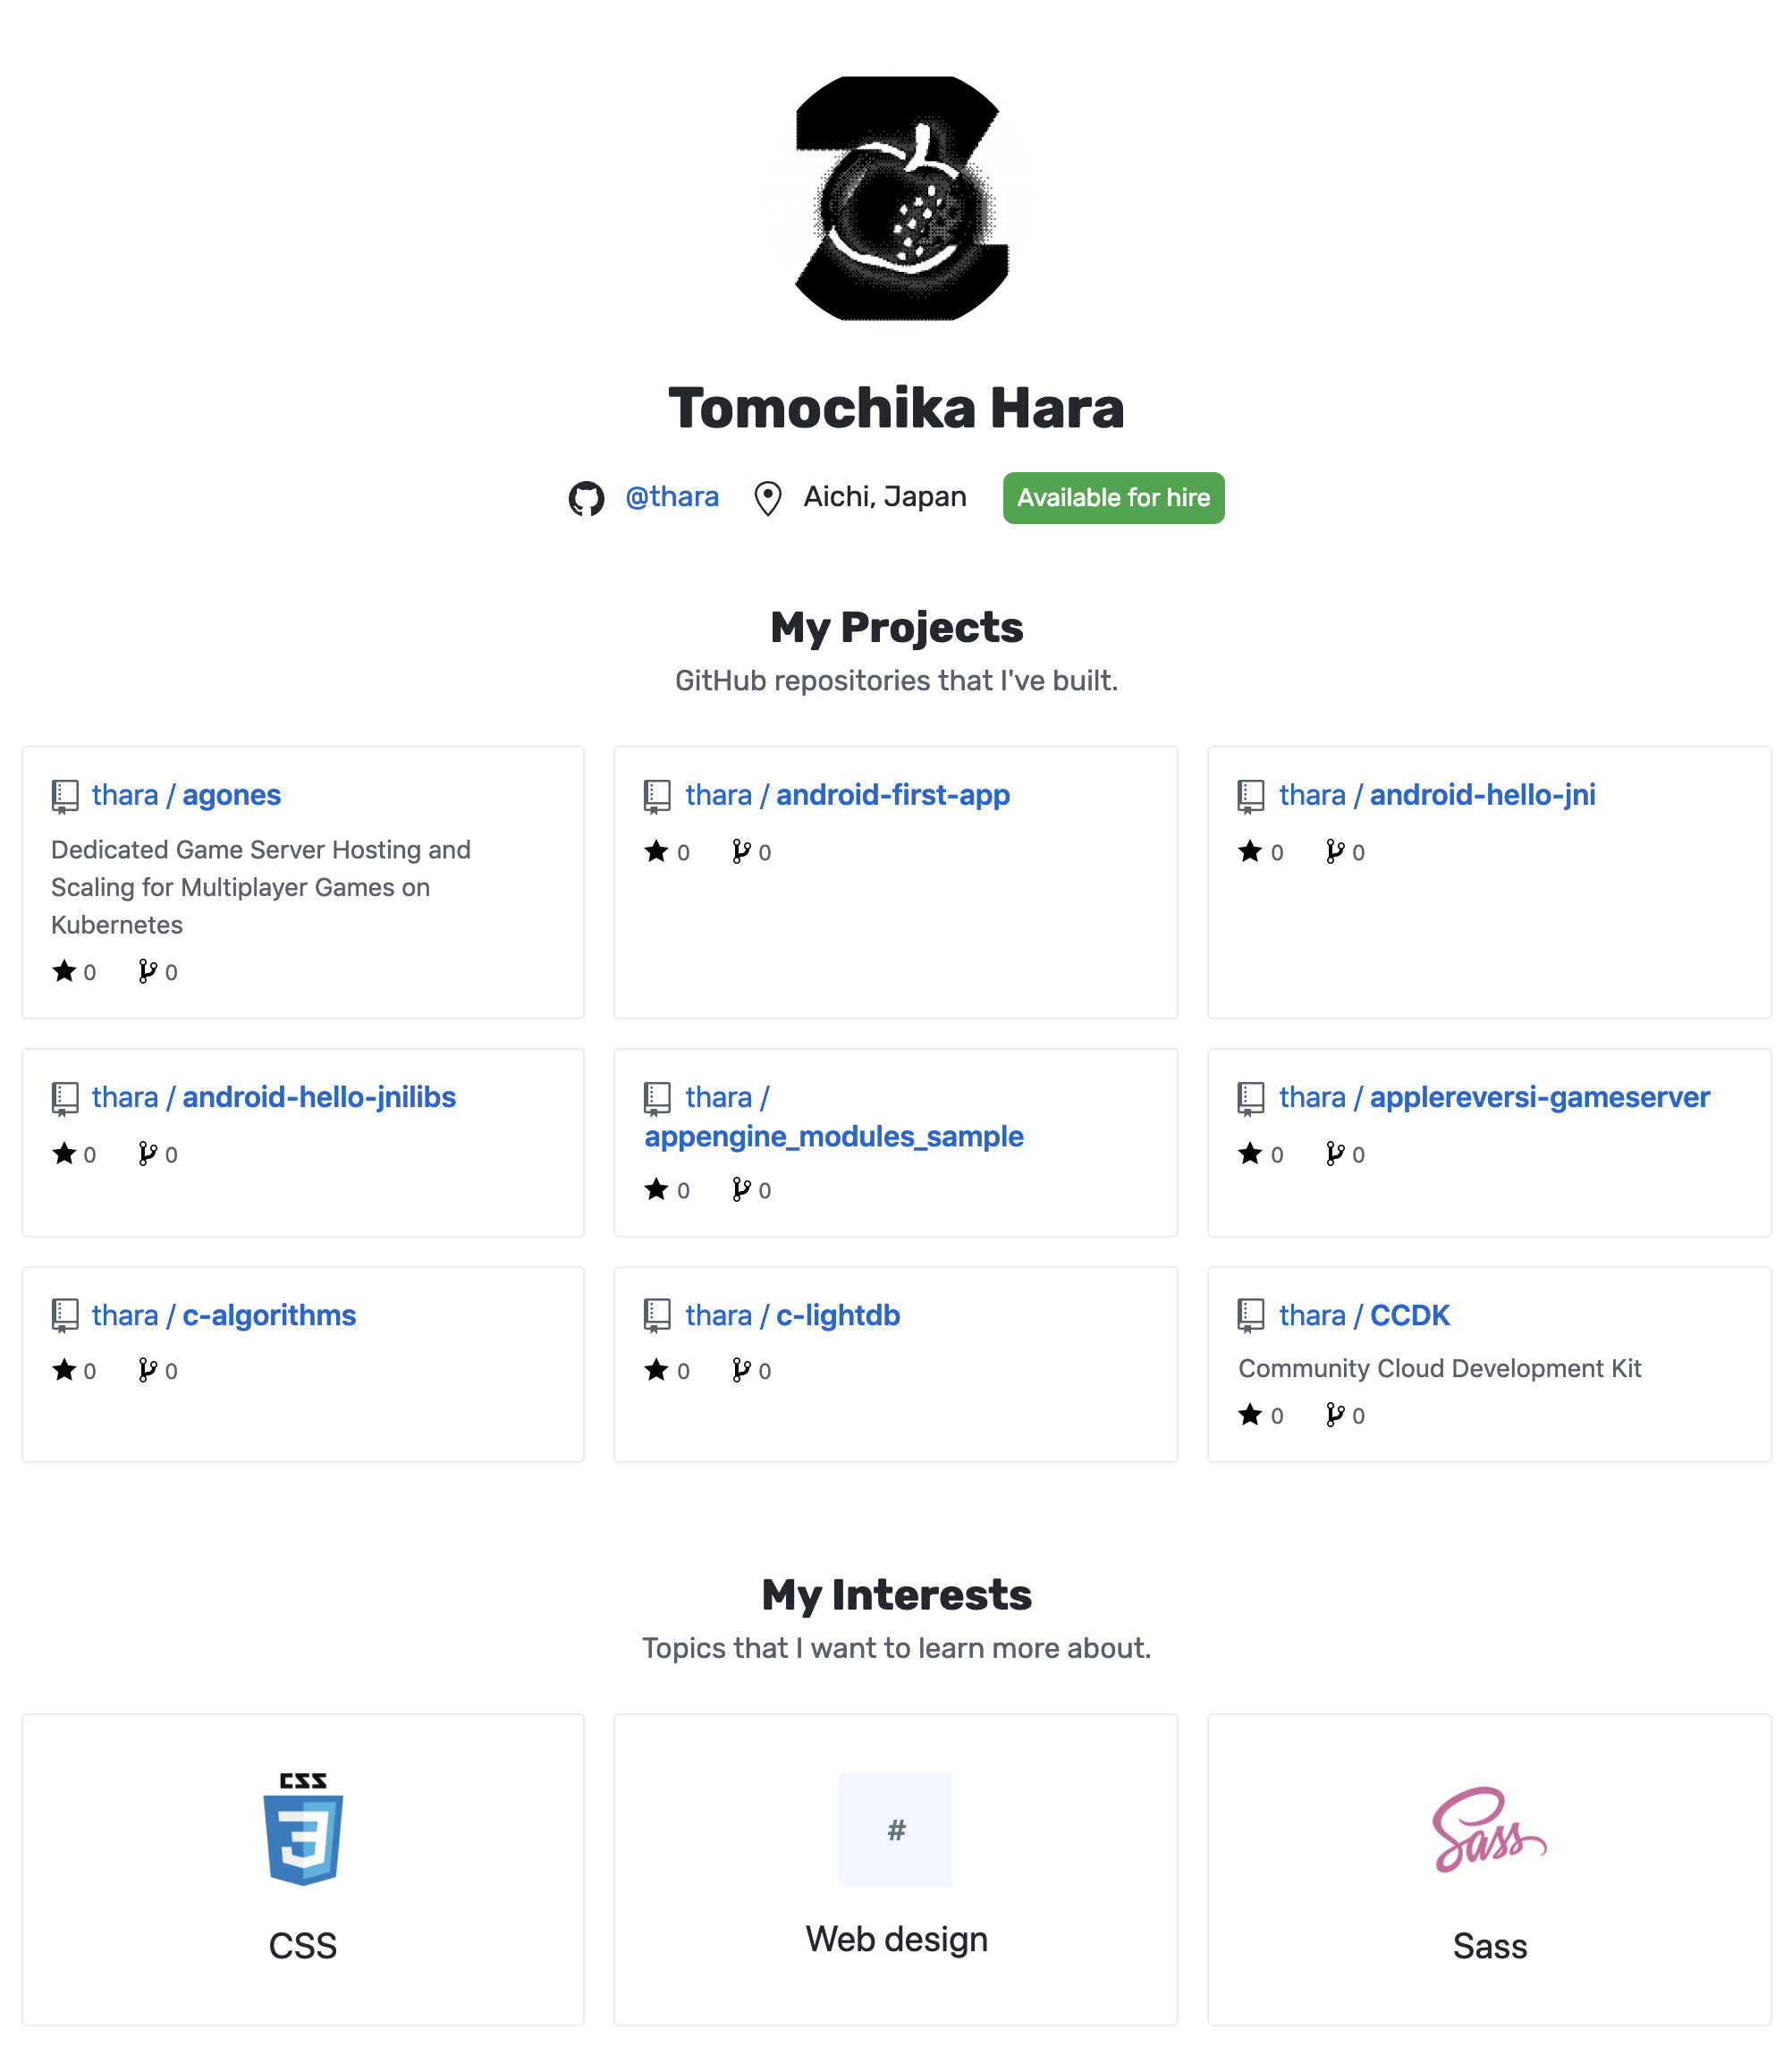 Tomochika Hara
@thara Aichi, Japan Available for hire
My Projects
GitHub repositories that I've built.
thara / agones
Dedicated Game Server Hosting and
Scaling for Multiplayer Games on
Kubernetes
0 0
thara / android-first-app
0 0
thara / android-hello-jni
0 0
thara / android-hello-jnilibs
0 0
thara /
appengine_modules_sample
0 0
thara / applereversi-gameserver
0 0
thara / c-algorithms
0 0
thara / c-lightdb
0 0
thara / CCDK
Community Cloud Development Kit
0 0
My Interests
Topics that I want to learn more about.
CSS
3
CSS
#
Web design
Sass
Sass